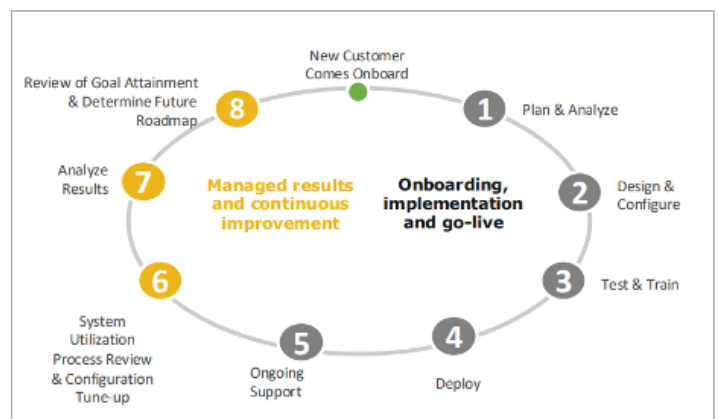 New Customer
Comes Onboard
1
Plan & Analyze
2
Design &
Configure
3
Test & Train
4
Deploy
5
Ongoing
Support
6
System
Utilization
Process Review
& Configuration
Tune-up
7
Analyze
Results
8
Review of Goal Attainment
& Determine Future
Roadmap
Managed results
and continuous
improvement
Onboarding,
implementation
and go-live